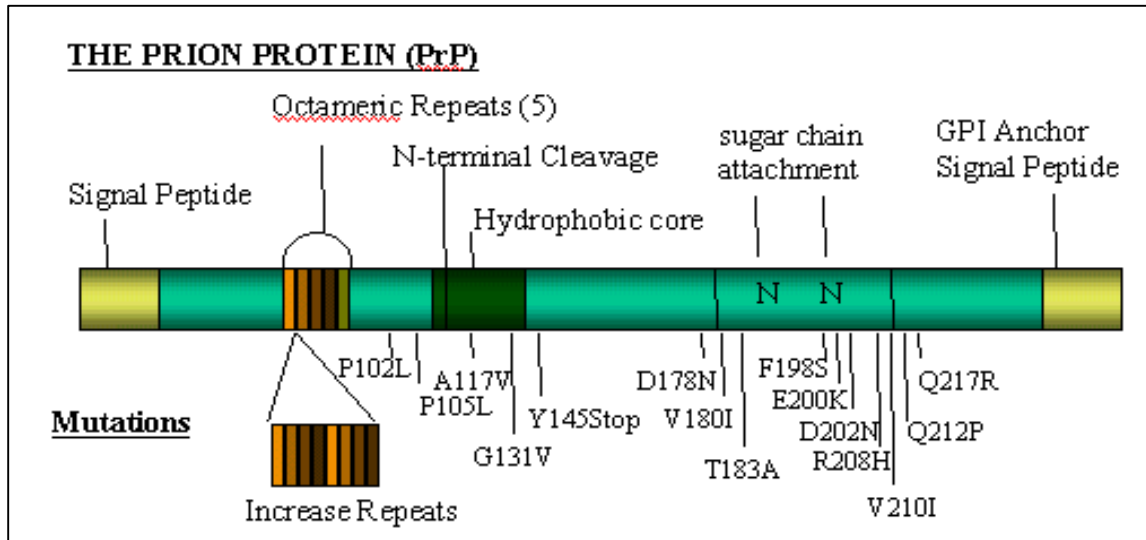 THE PRION PROTEIN (PrP)
Octameric Repeats (5)
N-terminal Cleavage
sugar chain
attachment
GPI Anchor
Signal Peptide
Signal Peptide
Hydrophobic core
N
N
P102L
A117V
P105L
G131V
Y145Stop
D178N
V180I
T183A
F198S
E200K
D202N
R208H
V210I
Q212P
Q217R
Mutations
Increase Repeats